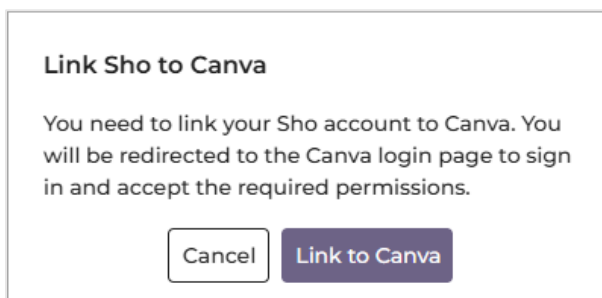 Link Sho to Canva
You need to link your Sho account to Canva. You
will be redirected to the Canva login page to sign
in and accept the required permissions.
Cancel
Link to Canva